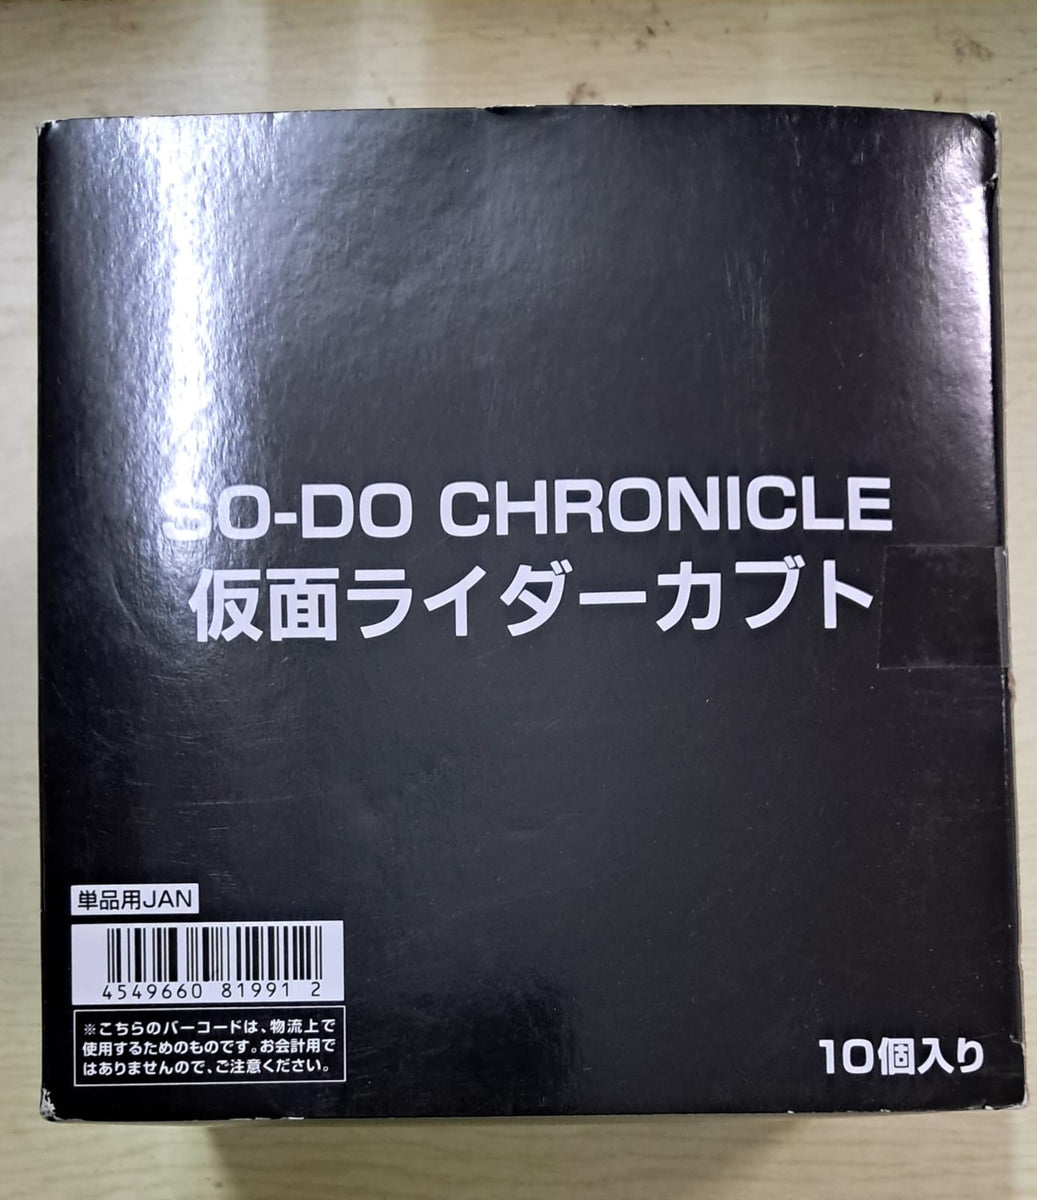 SO-DO CHRONICLE
仮面ライダーカブト
単品用JAN
4549660 81991 2
※こちらのバーコードは、物流上で
使用するためのものです。お会計用で
はありませんので、ご注意ください。
10個入り